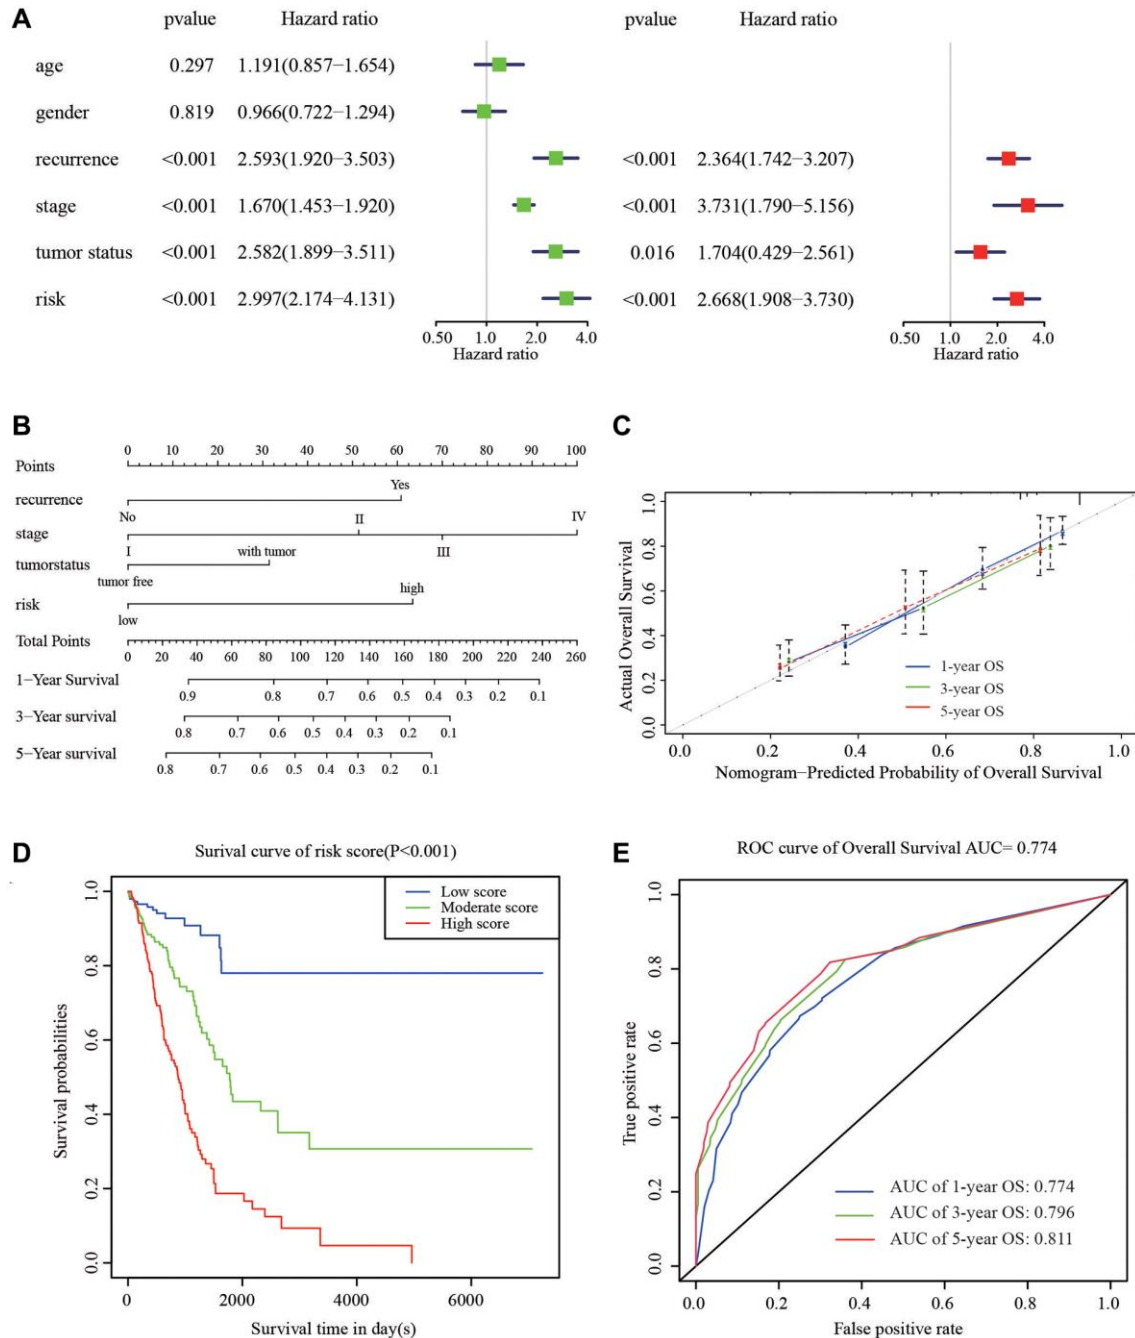 A
pvalue Hazard ratio pvalue Hazard ratio
age 0.297 1.191(0.857−1.654)
gender 0.819 0.966(0.722−1.294)
recurrence <0.001 2.593(1.920−3.503) <0.001 2.364(1.742−3.207)
stage <0.001 1.670(1.453−1.920) <0.001 3.731(1.790−5.156)
tumor status <0.001 2.582(1.899−3.511) 0.016 1.704(0.429−2.561)
risk <0.001 2.997(2.174−4.131) <0.001 2.668(1.908−3.730)
0.50 1.0 2.0 4.0 0.50 1.0 2.0 4.0
Hazard ratio Hazard ratio
B
0 10 20 30 40 50 60 70 80 90 100
Points
Yes
recurrence
No II IV
stage
I with tumor III
tumorstatus
tumor free high
risk
low
Total Points 0 20 40 60 80 100 120 140 160 180 200 220 240 260
1−Year Survival
0.9 0.8 0.7 0.6 0.5 0.4 0.3 0.2 0.1
3−Year survival
0.8 0.7 0.6 0.5 0.4 0.3 0.2 0.1
5−Year survival
0.8 0.7 0.6 0.5 0.4 0.3 0.2 0.1
C
Actual Overall Survival
1.0
0.8
0.6
0.4
0.2
0.0
1-year OS
3-year OS
5-year OS
0.0 0.2 0.4 0.6 0.8 1.0
Nomogram−Predicted Probability of Overall Survival
D
Surival curve of risk score(P<0.001)
Low score
Moderate score
High score
Survival probabilities
1.0
0.8
0.6
0.4
0.2
0.0
0 2000 4000 6000
Survival time in day(s)
E
ROC curve of Overall Survival AUC= 0.774
True positive rate
1.0
0.8
0.6
0.4
0.2
0.0
AUC of 1-year OS: 0.774
AUC of 3-year OS: 0.796
AUC of 5-year OS: 0.811
0.0 0.2 0.4 0.6 0.8 1.0
False positive rate